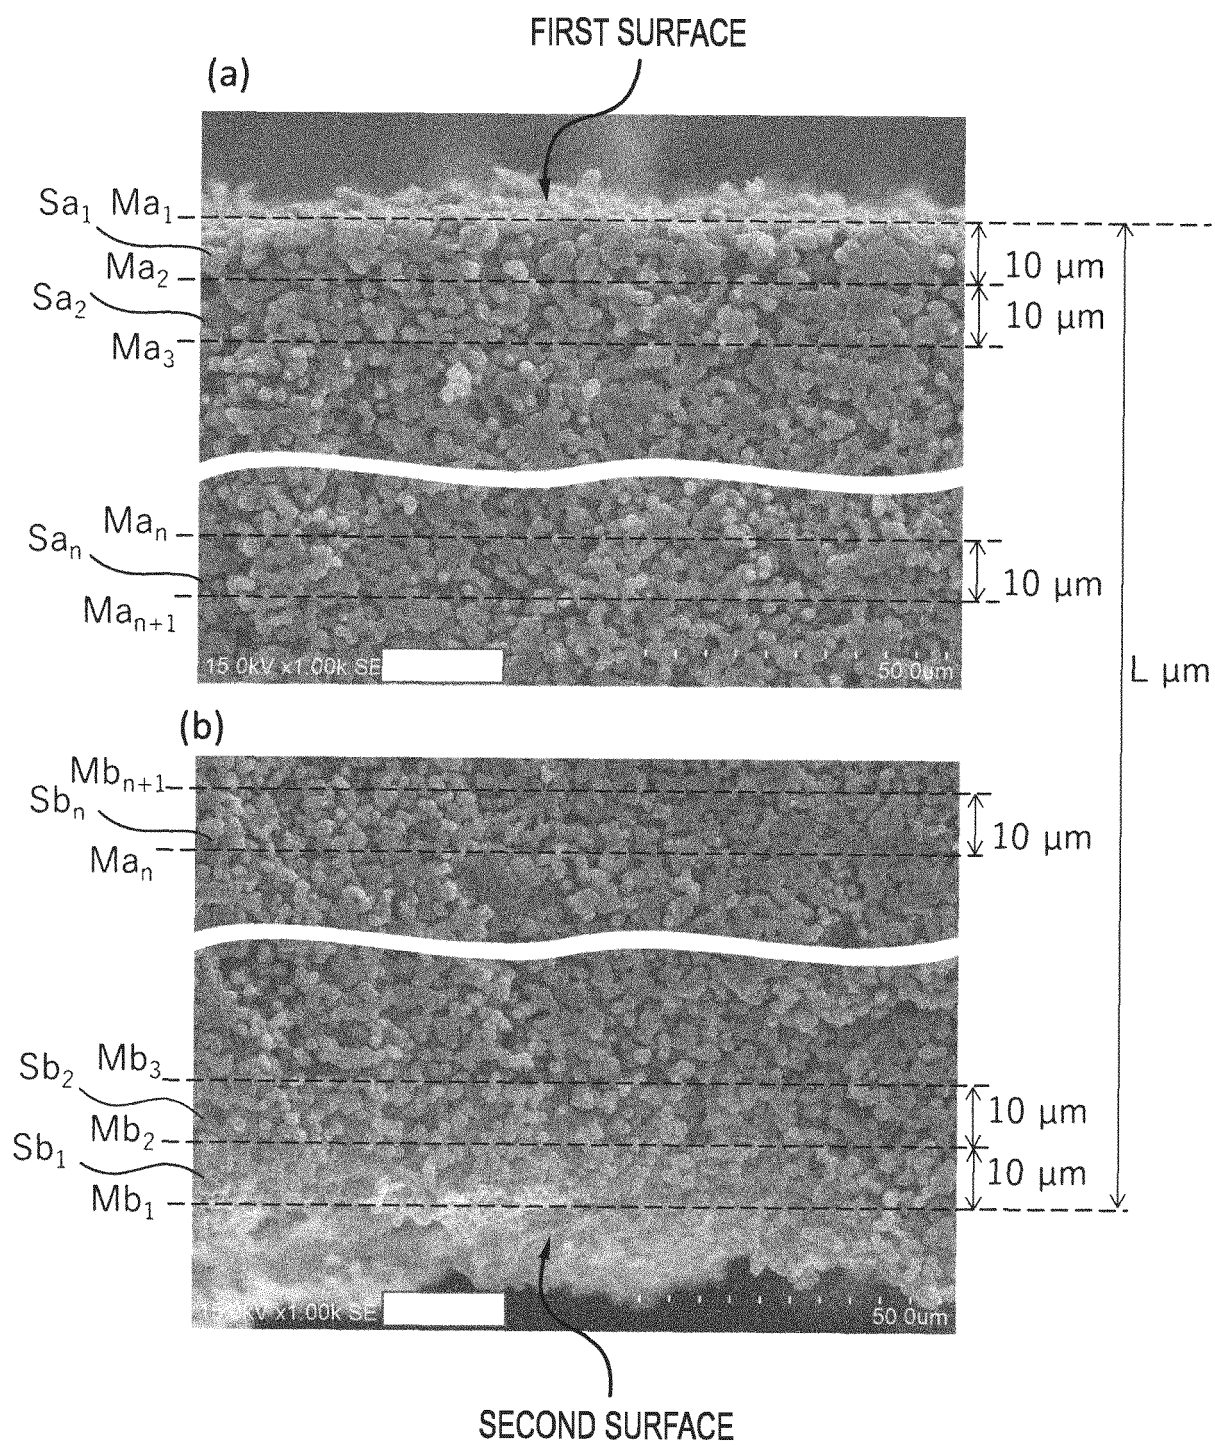 FIRST SURFACE
(a)
Sa1 Ma1
10 μm
Ma2
Sa2
10 μm
Ma3
Man
San
10 μm
Man+1
15.0kV x1.00k SE
50.0um
L μm
(b)
Mbn+1
Sbn
10 μm
Man
Sb2 Mb3
10 μm
Mb2
Sb1
10 μm
Mb1
kV x1.00k SE
50.0um
SECOND SURFACE